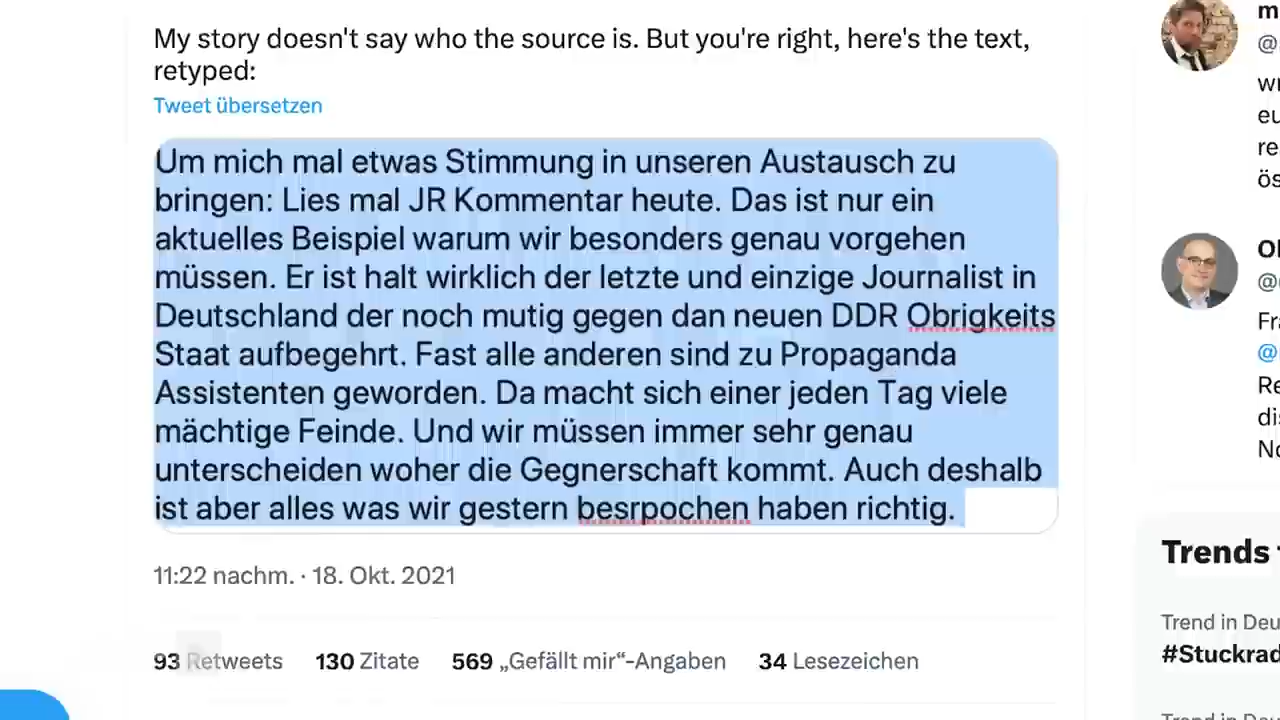 My story doesn't say who the source is. But you're right, here's the text,
retyped:
Tweet übersetzen
Um mich mal etwas Stimmung in unseren Austausch zu
bringen: Lies mal JR Kommentar heute. Das ist nur ein
aktuelles Beispiel warum wir besonders genau vorgehen
müssen. Er ist halt wirklich der letzte und einzige Journalist in
Deutschland der noch mutig gegen dan neuen DDR Obrigkeits
Staat aufbegehrt. Fast alle anderen sind zu Propaganda
Assistenten geworden. Da macht sich einer jeden Tag viele
mächtige Feinde. Und wir müssen immer sehr genau
unterscheiden woher die Gegnerschaft kommt. Auch deshalb
ist aber alles was wir gestern besrpochen haben richtig.
11:22 nachm. · 18. Okt. 2021
93 Retweets 130 Zitate 569 „Gefällt mir“-Angaben 34 Lesezeichen
Trends
Trend in Deu
#Stuckrad